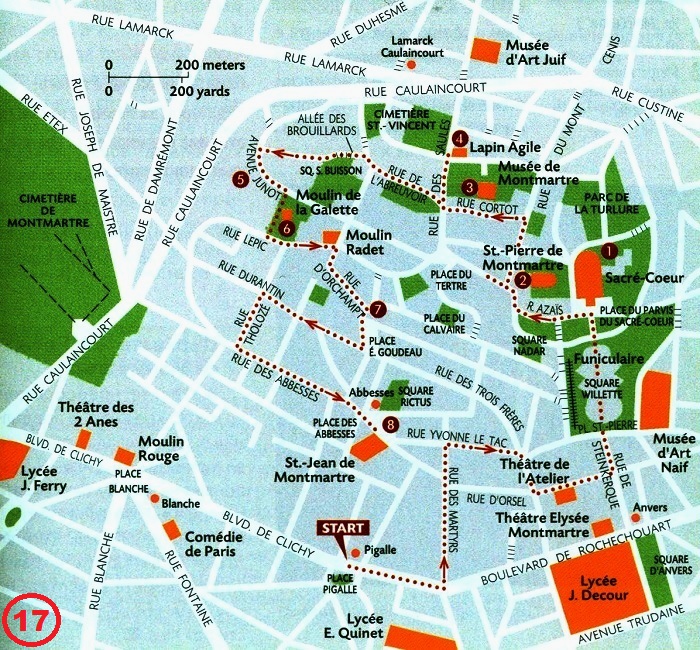 RUE LAMARCK
RUE DUHESME
Lamarck
Caulaincourt
Musée
d'Art Juif
CENIS
RUE LAMARCK
0 200 meters
0 200 yards
RUE CAULAINCOURT
RUE CUSTINE
RUE ETEX
RUE JOSEPH DE MAISTRE
RUE DE DAMRÉMONT
RUE CAULAINCOURT
ALLÉE DES
BROUILLARDS
CIMETIÈRE
ST.-VINCENT
RUE DES SAULES
4
Lapin Agile
DU MONT
AVENUE JUNOT
SQ. S. BUISSON
RUE DE
L'ABREUVOIR
Musée de
Montmartre
3
5
Moulin de
la Galette
6
RUE CORTOT
PARC DE
LA TURLURE
CIMETIÈRE
DE
MONTMARTRE
RUE LEPIC
Moulin
Radet
St.-Pierre de
Montmartre
2
1
Sacré-Coeur
RUE DURANTIN
RUE
D'ORCHAMPT
PLACE DU
TERTRE
7
PLACE DU
CALVAIRE
R. AZAÏS
PLACE DU PARVIS
DU SACRÉ-COEUR
RUE
THOLOZÉ
PLACE
É. GOUDEAU
SQUARE
NADAR
Funiculaire
RUE CAULAINCOURT
RUE DES ABBESSES
RUE DES TROIS FRÈRES
SQUARE
WILLETTE
Abbesses
SQUARE
RICTUS
Théâtre des
2 Anes
PLACE DES
ABBESSES
8
RUE YVONNE LE TAC
PL. ST-PIERRE
Musée
d'Art
Naif
BLVD. DE CLICHY
Moulin
Rouge
St.-Jean de
Montmartre
Théâtre de
l'Atelier
RUE DE
STEINKERQUE
Lycée
J. Ferry
PLACE
BLANCHE
Blanche
RUE DES MARTYRS
RUE D'ORSEL
Théâtre Elysée
Montmartre
Anvers
Comédie
de Paris
BLVD. DE CLICHY
START
Pigalle
PLACE
PIGALLE
BOULEVARD DE ROCHECHOUART
SQUARE
D'ANVERS
RUE BLANCHE
RUE FONTAINE
Lycée
J. Decour
17
Lycée
E. Quinet
AVENUE TRUDAINE